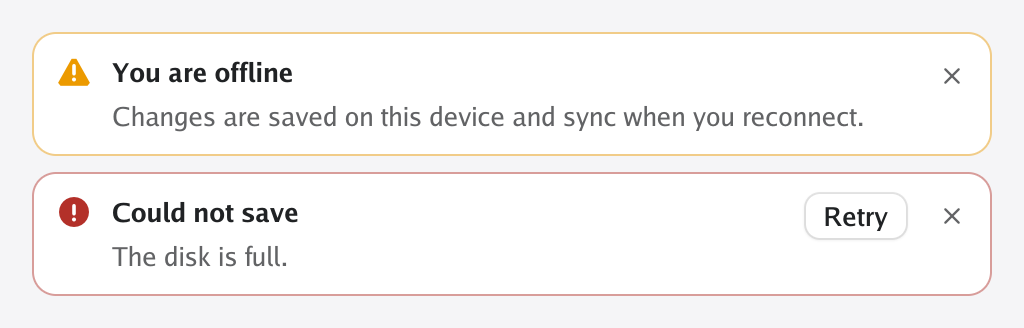 You are offline
Changes are saved on this device and sync when you reconnect.
Could not save
Retry
The disk is full.